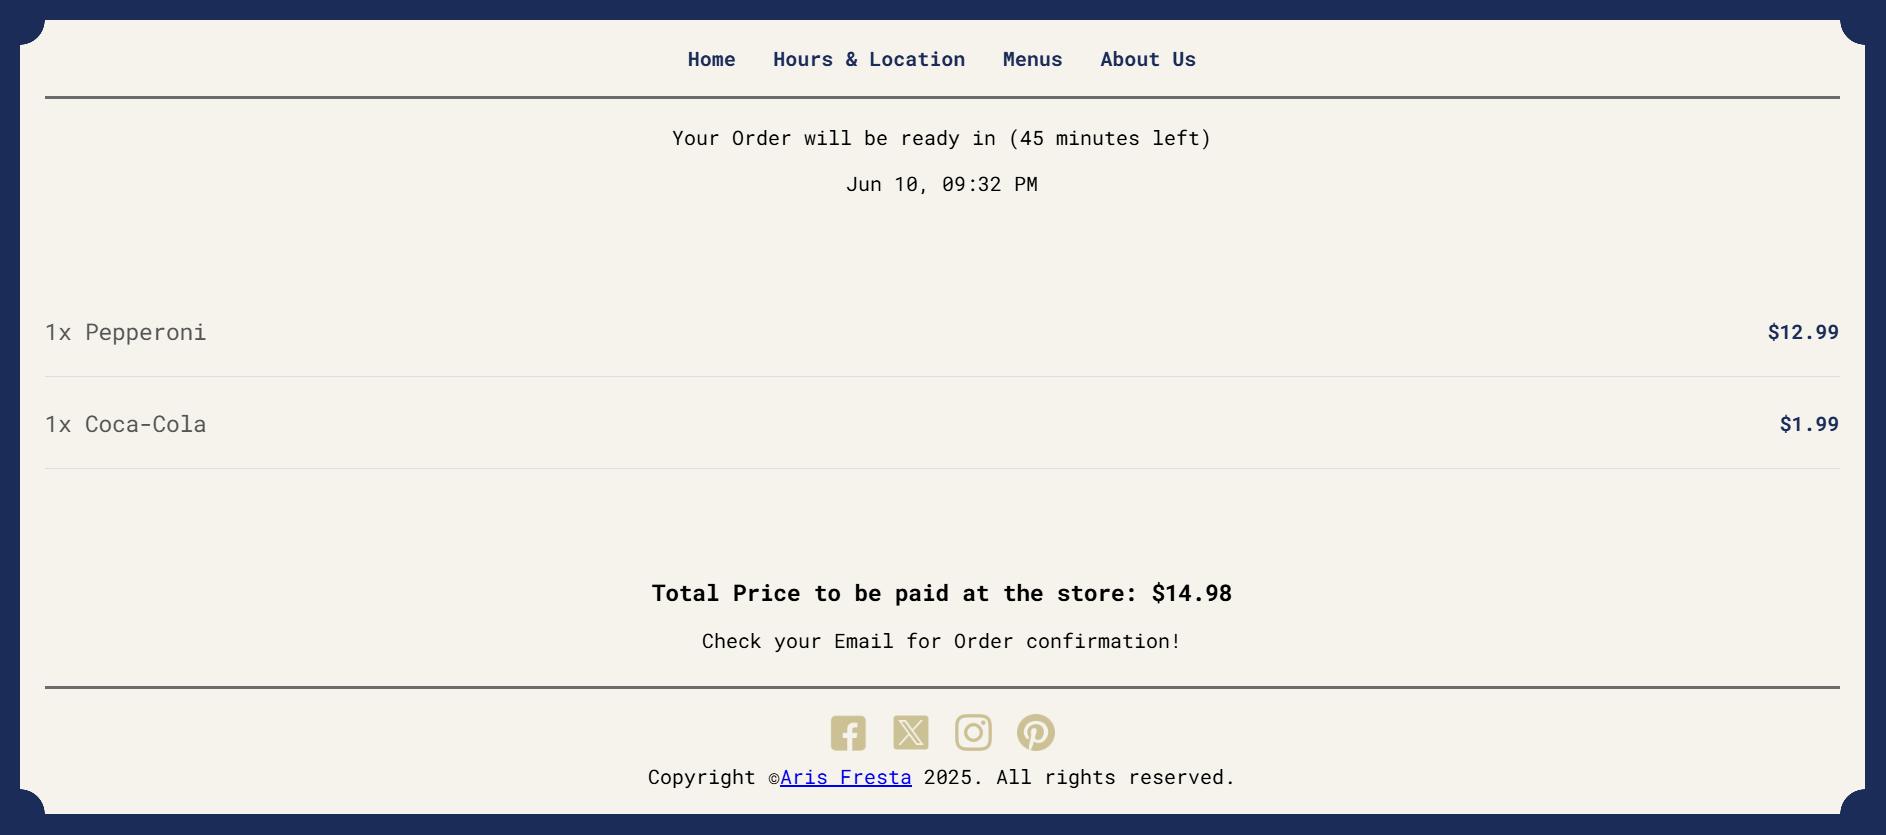 Home Hours & Location Menus About Us
Your Order will be ready in (45 minutes left)
Jun 10, 09:32 PM
1x Pepperoni $12.99
1x Coca-Cola $1.99
Total Price to be paid at the store: $14.98
Check your Email for Order confirmation!
Copyright ©Aris Fresta 2025. All rights reserved.